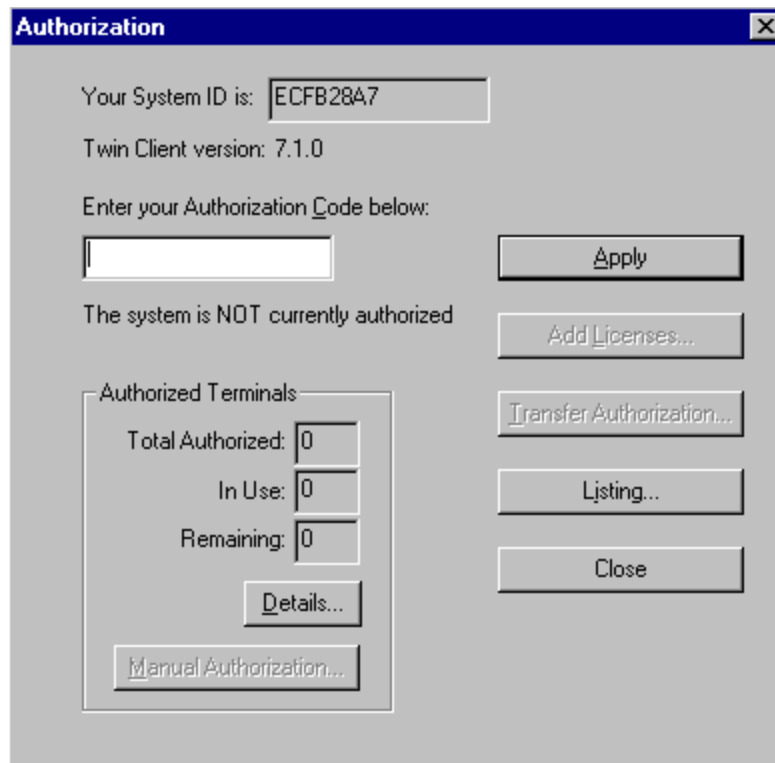 Authorization
Your System ID is: ECFB28A7
Twin Client version: 7.1.0
Enter your Authorization Code below:
Apply
The system is NOT currently authorized
Add Licenses...
Authorized Terminals
Transfer Authorization...
Total Authorized: 0
In Use: 0
Listing...
Remaining: 0
Close
Details...
Manual Authorization...